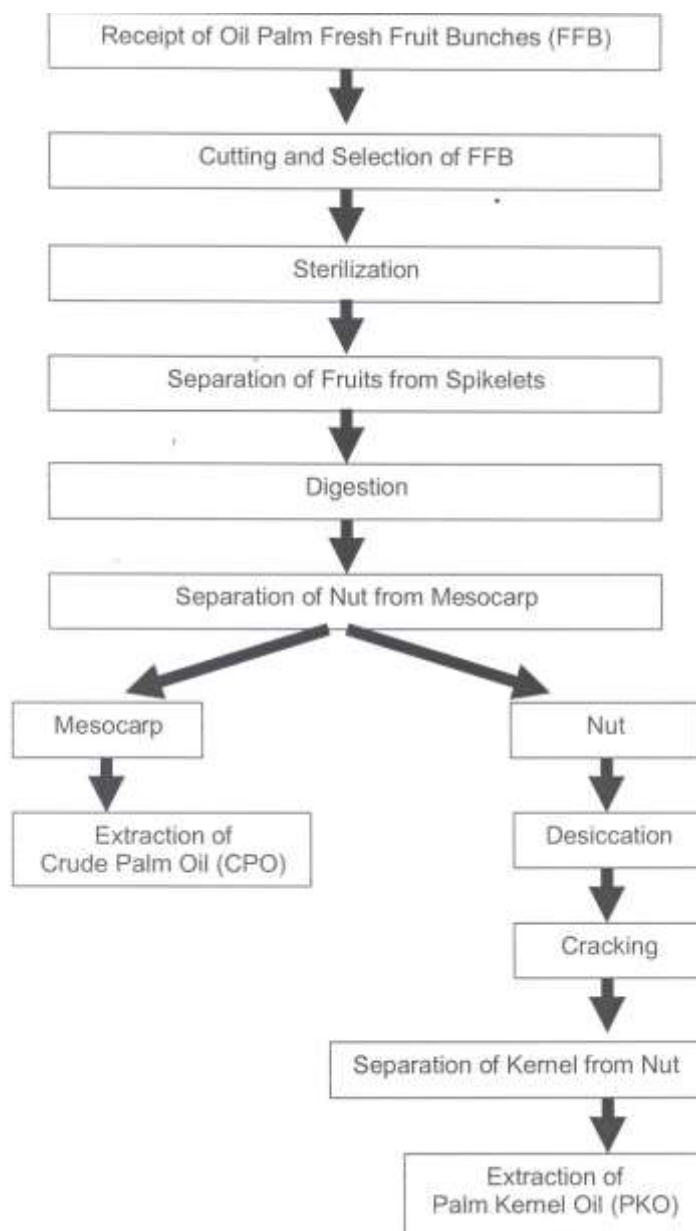 Receipt of Oil Palm Fresh Fruit Bunches (FFB)
Cutting and Selection of FFB
Sterilization
Separation of Fruits from Spikelets
Digestion
Separation of Nut from Mesocarp
Mesocarp
Nut
Extraction of
Crude Palm Oil (CPO)
Desiccation
Cracking
Separation of Kernel from Nut
Extraction of
Palm Kernel Oil (PKO)